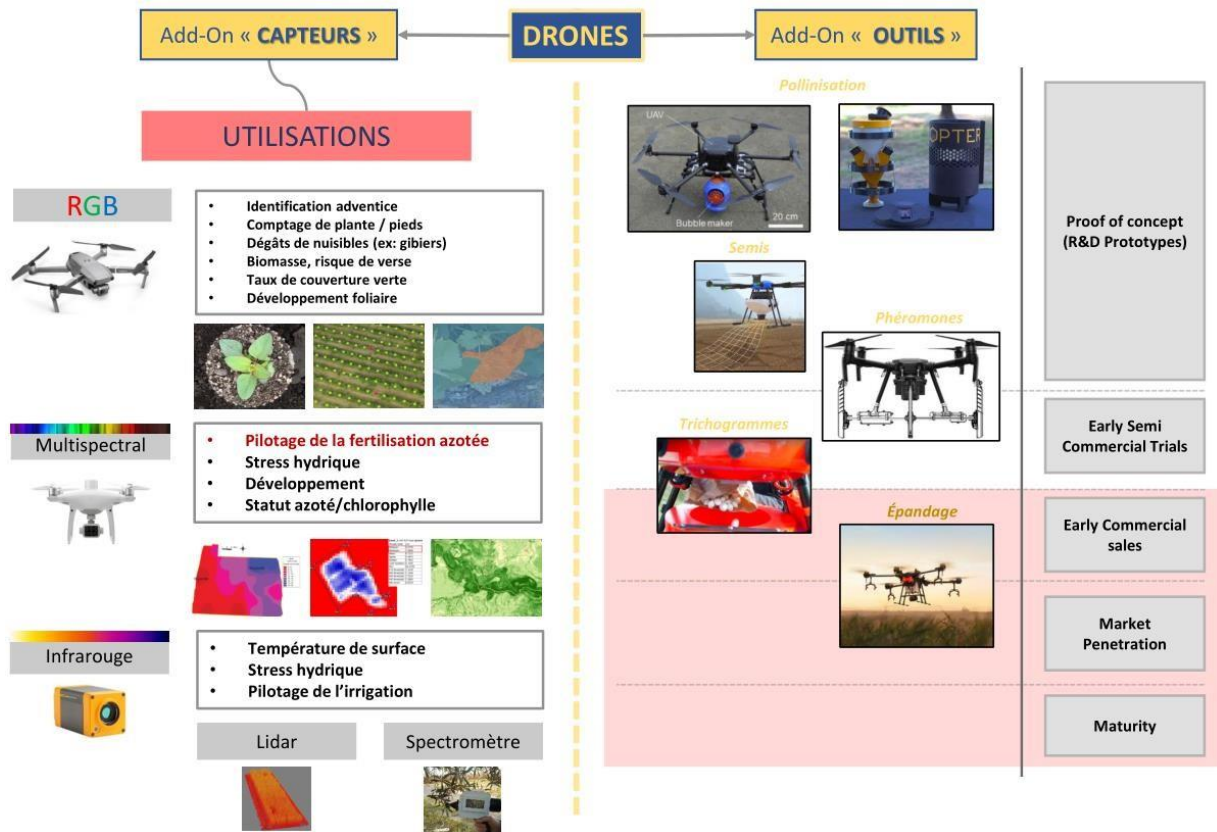 Add-On « CAPTEURS »
DRONES
Add-On « OUTILS »
UTILISATIONS
RGB
• Identification adventice
• Comptage de plante / pieds
• Dégâts de nuisibles (ex: gibiers)
• Biomasse, risque de verse
• Taux de couverture verte
• Développement foliaire
Multispectral
• Pilotage de la fertilisation azotée
• Stress hydrique
• Développement
• Statut azoté/chlorophylle
Infrarouge
• Température de surface
• Stress hydrique
• Pilotage de l'irrigation
Lidar
Spectromètre
Pollinisation
UAV
Bubble maker
20 cm
OPTER
Semis
Phéromones
Trichogrammes
Épandage
Proof of concept
(R&D Prototypes)
Early Semi
Commercial Trials
Early Commercial
sales
Market
Penetration
Maturity